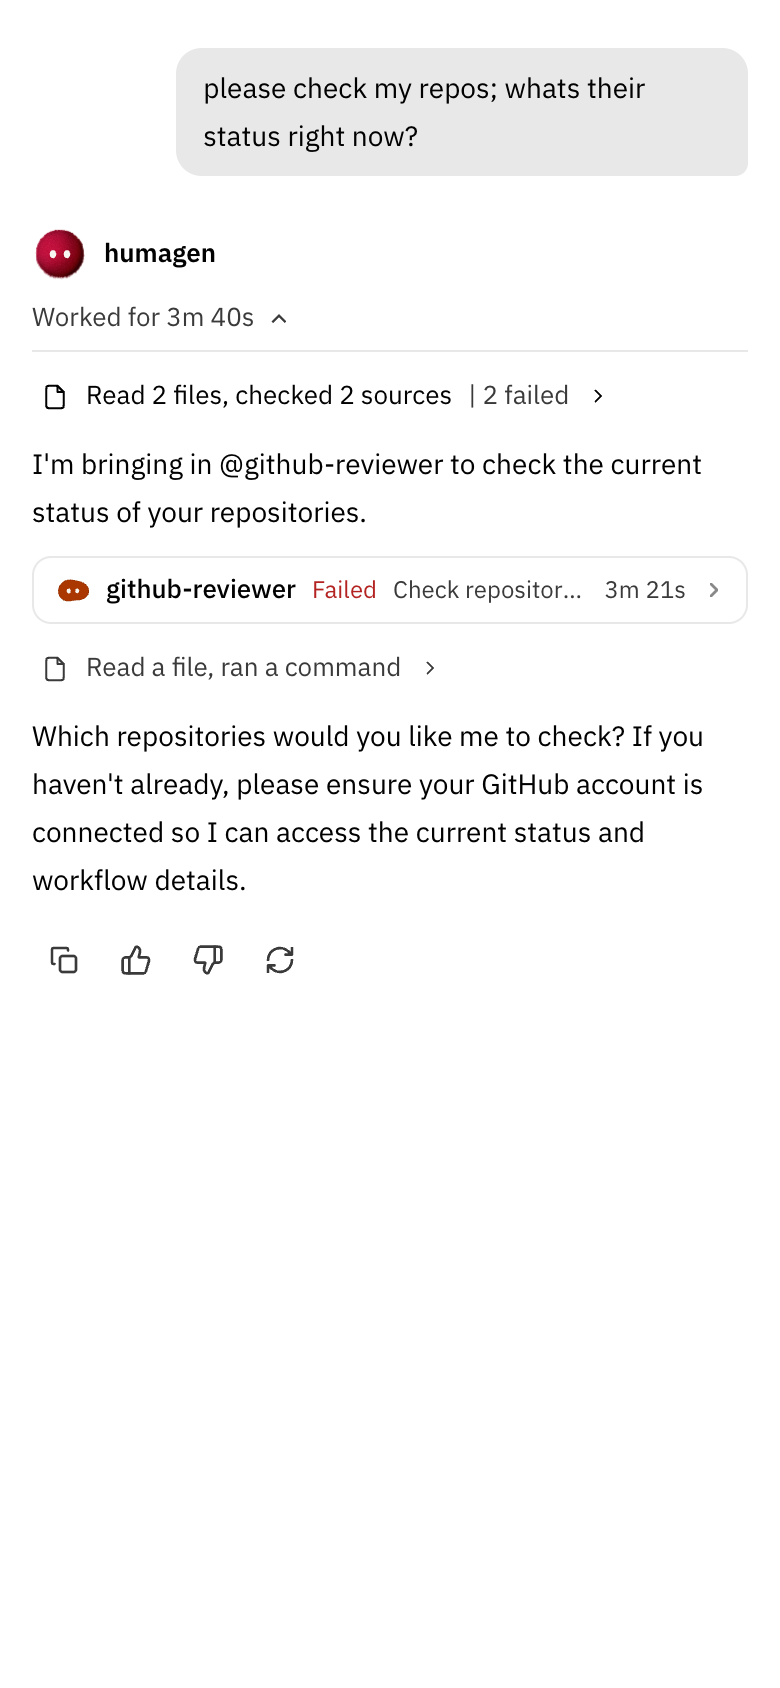 please check my repos; whats their
status right now?
humagen
Worked for 3m 40s
Read 2 files, checked 2 sources | 2 failed
I'm bringing in @github-reviewer to check the current
status of your repositories.
github-reviewer Failed Check repositor... 3m 21s
Read a file, ran a command
Which repositories would you like me to check? If you
haven't already, please ensure your GitHub account is
connected so I can access the current status and
workflow details.